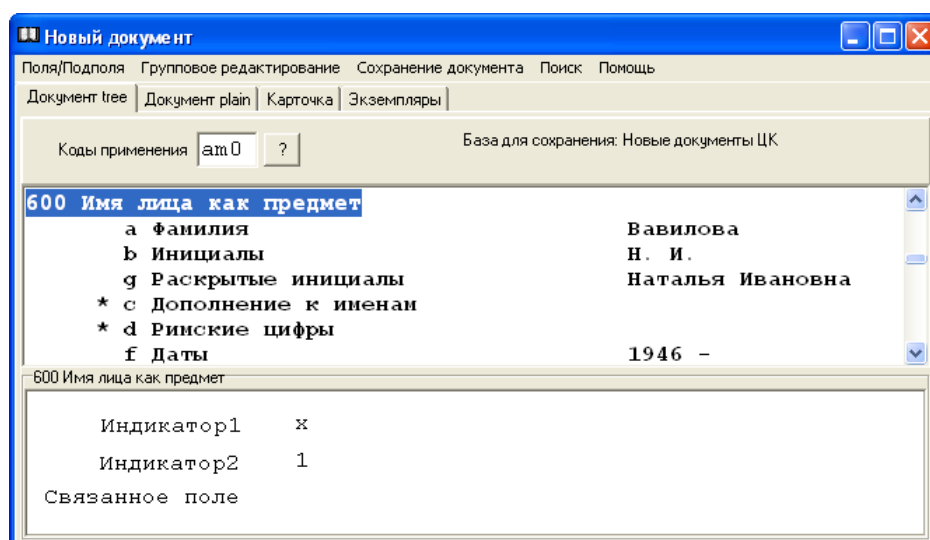 Новый документ
Поля/Подполя Групповое редактирование Сохранение документа Поиск Помощь
Документ tree Документ plain Карточка Экземпляры
Коды применения am0 ? База для сохранения: Новые документы ЦК
600 Имя лица как предмет
a Фамилия Вавилова
b Инициалы Н. И.
g Раскрытые инициалы Наталья Ивановна
* c Дополнение к именам
* d Римские цифры
f Даты 1946 -
600 Имя лица как предмет
Индикатор1 x
Индикатор2 1
Связанное поле